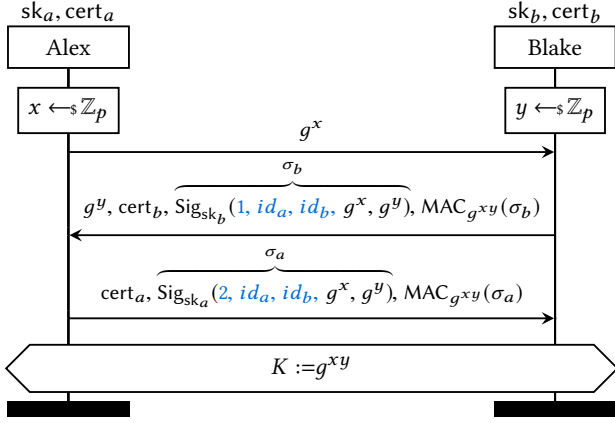 sk_a, cert_a
sk_b, cert_b
Alex
Blake
x ←$ ℤ_p
y ←$ ℤ_p
g^x
σ_b
g^y, cert_b, Sig_{sk_b}(1, id_a, id_b, g^x, g^y), MAC_{g^{xy}}(σ_b)
σ_a
cert_a, Sig_{sk_a}(2, id_a, id_b, g^x, g^y), MAC_{g^{xy}}(σ_a)
K := g^{xy}